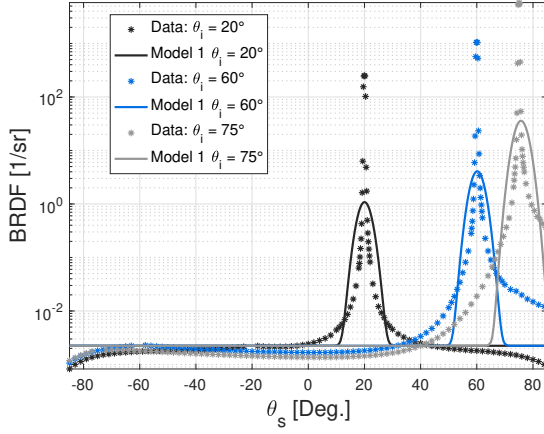 Data: θi = 20°
Model 1 θi = 20°
Data: θi = 60°
Model 1 θi = 60°
Data: θi = 75°
Model 1 θi = 75°
BRDF [1/sr]
10^2
10^0
10^-2
-80 -60 -40 -20 0 20 40 60 80
θs [Deg.]